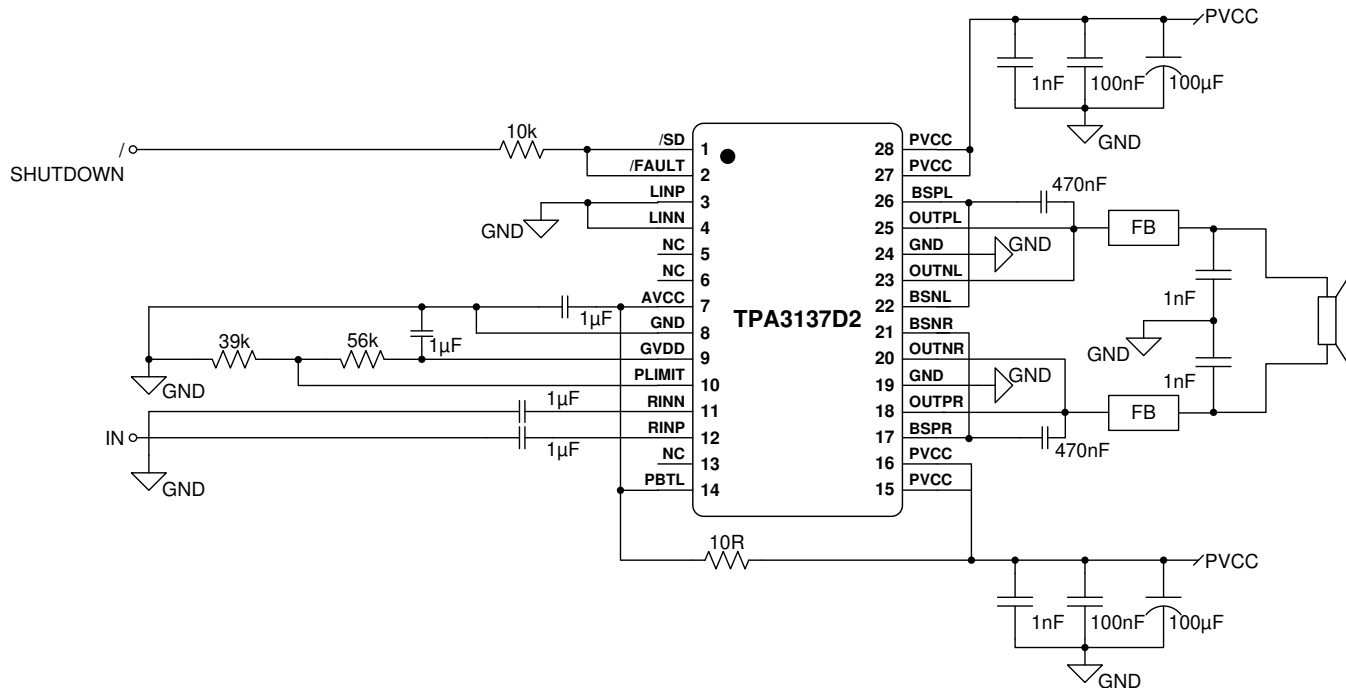 PVCC
1nF
100nF
100µF
GND
/
SHUTDOWN
10k
/SD
1
/FAULT
2
LINP
3
GND
LINN
4
NC
5
NC
6
AVCC
7
1µF
GND
8
1µF
39k
56k
GVDD
9
GND
PLIMIT
10
1µF
RINN
11
IN
1µF
RINP
12
NC
13
GND
PBTL
14
TPA3137D2
28
PVCC
27
PVCC
26
BSPL
470nF
25
OUTPL
24
GND
GND
23
OUTNL
22
BSNL
21
BSNR
20
OUTNR
19
GND
GND
18
OUTPR
17
BSPR
470nF
16
PVCC
15
PVCC
FB
1nF
GND
1nF
FB
10R
PVCC
1nF
100nF
100µF
GND